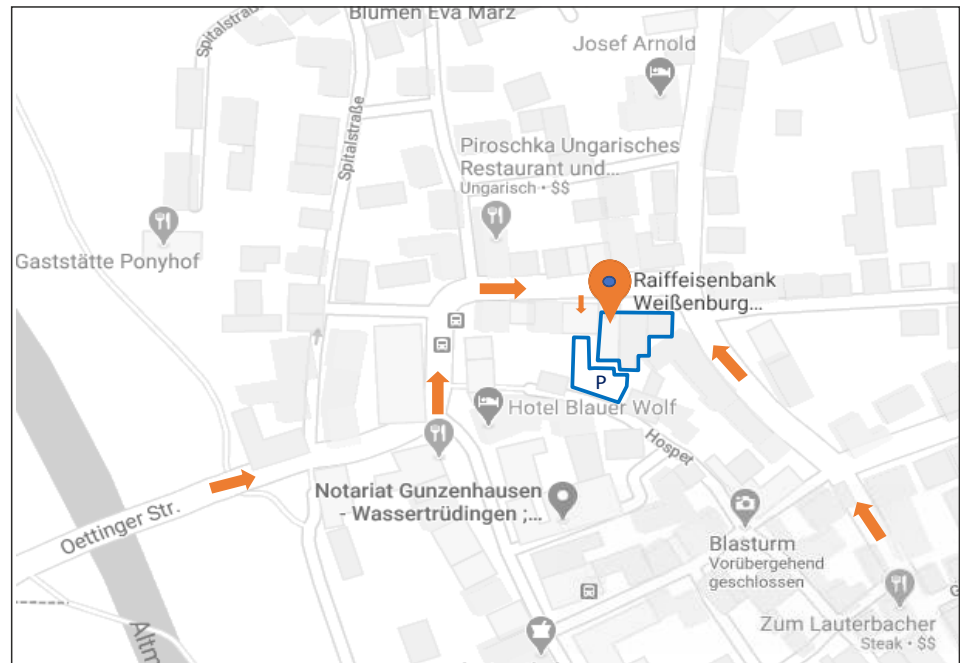 Blumen Eva März
Spitalstraße
Josef Arnold
Spitalstraße
Piroschka Ungarisches
Restaurant und...
Ungarisch • $$
Gaststätte Ponyhof
Raiffeisenbank
Weißenburg...
P
Hotel Blauer Wolf
Hospet
Notariat Gunzenhausen
- Wassertrüdingen ;...
Oettinger Str.
Blasturm
Vorübergehend
geschlossen
Zum Lauterbacher
Steak • $$
Altm